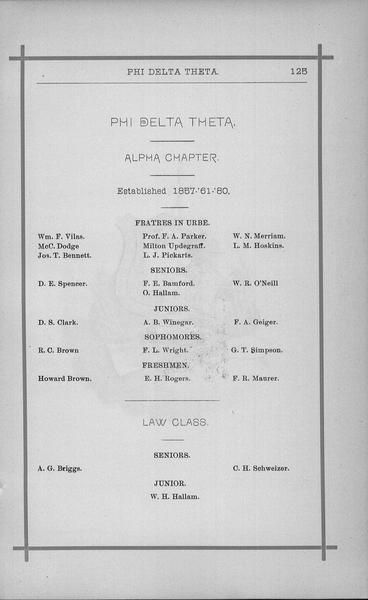 PHI DELTA THETA. 125
PHI DELTA THETA.
ALPHA CHAPTER.
Established 1857-'61-'80.
FRATRES IN URBE.
Wm. F. Vilas. Prof. F. A. Parker. W. N. Merriam.
McC. Dodge Milton Updegraff. L. M. Hoskins.
Jos. T. Bennett. L. J. Pickarts.
SENIORS.
D. E. Spencer. F. E. Bamford. W. R. O'Neill
O. Hallam.
JUNIORS.
D. S. Clark. A. B. Winegar. F. A. Geiger.
SOPHOMORES.
R. C. Brown F. L. Wright. G. T. Simpson.
FRESHMEN.
Howard Brown. E. H. Rogers. F. R. Maurer.
LAW CLASS.
SENIORS.
A. G. Briggs. C. H. Schweizer.
JUNIOR.
W. H. Hallam.